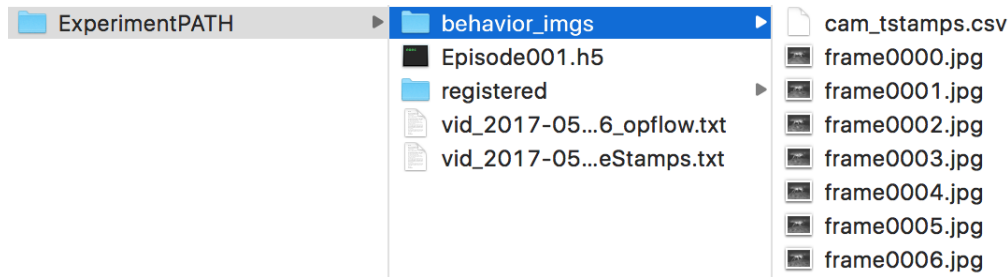 ExperimentPATH
behavior_imgs
Episode001.h5
registered
vid_2017-05...6_opflow.txt
vid_2017-05...eStamps.txt
cam_tstamps.csv
frame0000.jpg
frame0001.jpg
frame0002.jpg
frame0003.jpg
frame0004.jpg
frame0005.jpg
frame0006.jpg